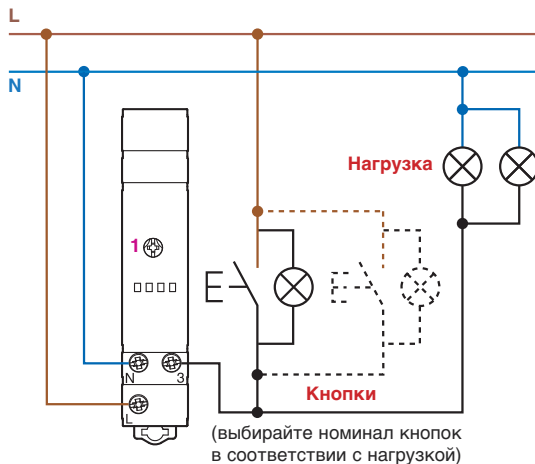 L
N
Нагрузка
1
N
3
L
Кнопки
(выбирайте номинал кнопок
в соответствии с нагрузкой)